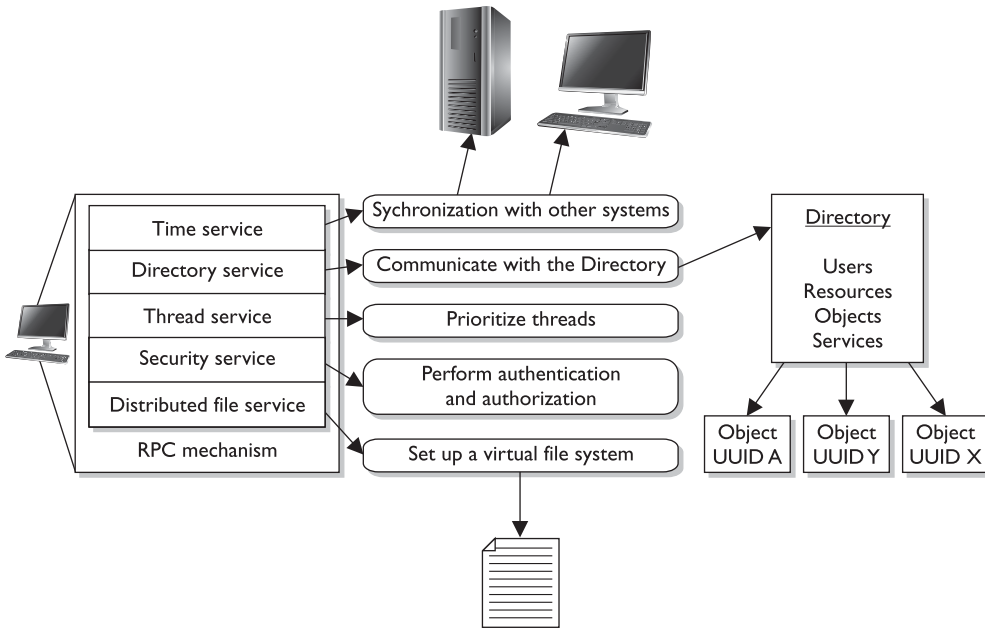 Time service
Directory service
Thread service
Security service
Distributed file service
RPC mechanism
Sychronization with other systems
Communicate with the Directory
Prioritize threads
Perform authentication
and authorization
Set up a virtual file system
Directory
Users
Resources
Objects
Services
Object
UUID A
Object
UUID Y
Object
UUID X